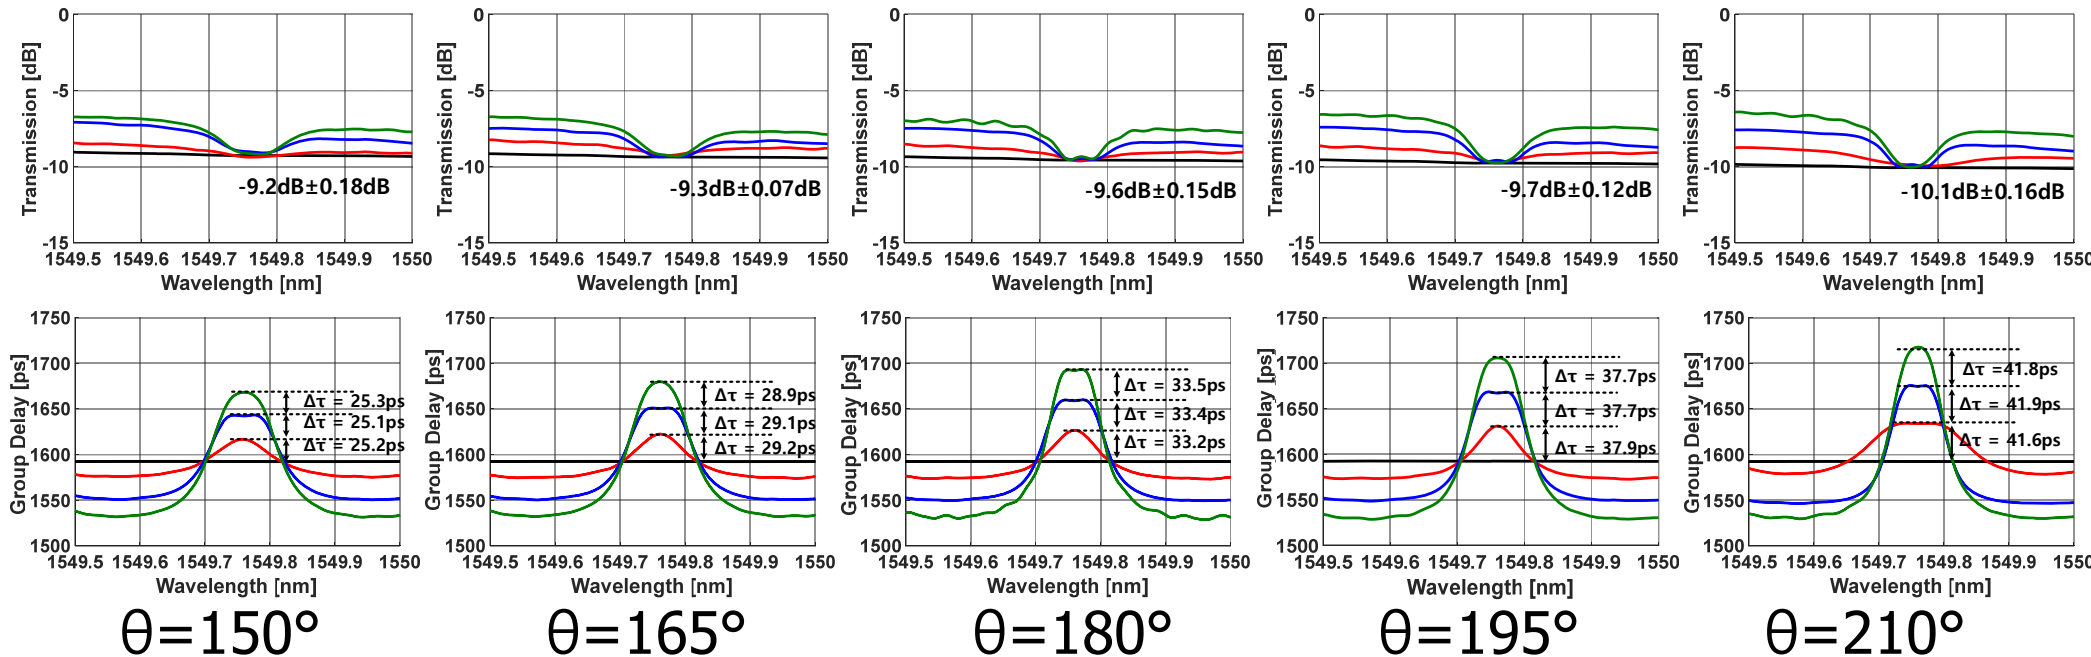 0
-5
-10
-15
Transmission [dB]
-9.2dB±0.18dB
1549.5 1549.6 1549.7 1549.8 1549.9 1550
Wavelength [nm]
0
-5
-10
-15
Transmission [dB]
-9.3dB±0.07dB
1549.5 1549.6 1549.7 1549.8 1549.9 1550
Wavelength [nm]
0
-5
-10
-15
Transmission [dB]
-9.6dB±0.15dB
1549.5 1549.6 1549.7 1549.8 1549.9 1550
Wavelength [nm]
0
-5
-10
-15
Transmission [dB]
-9.7dB±0.12dB
1549.5 1549.6 1549.7 1549.8 1549.9 1550
Wavelength [nm]
0
-5
-10
-15
Transmission [dB]
-10.1dB±0.16dB
1549.5 1549.6 1549.7 1549.8 1549.9 1550
Wavelength [nm]
1750
1700
1650
1600
1550
1500
Group Delay [ps]
Δτ = 25.3ps
Δτ = 25.1ps
Δτ = 25.2ps
1549.5 1549.6 1549.7 1549.8 1549.9 1550
Wavelength [nm]
θ=150°
1750
1700
1650
1600
1550
1500
Group Delay [ps]
Δτ = 28.9ps
Δτ = 29.1ps
Δτ = 29.2ps
1549.5 1549.6 1549.7 1549.8 1549.9 1550
Wavelength [nm]
θ=165°
1750
1700
1650
1600
1550
1500
Group Delay [ps]
Δτ = 33.5ps
Δτ = 33.4ps
Δτ = 33.2ps
1549.5 1549.6 1549.7 1549.8 1549.9 1550
Wavelength [nm]
θ=180°
1750
1700
1650
1600
1550
1500
Group Delay [ps]
Δτ = 37.7ps
Δτ = 37.7ps
Δτ = 37.9ps
1549.5 1549.6 1549.7 1549.8 1549.9 1550
Wavelength [nm]
θ=195°
1750
1700
1650
1600
1550
1500
Group Delay [ps]
Δτ =41.8ps
Δτ = 41.9ps
Δτ = 41.6ps
1549.5 1549.6 1549.7 1549.8 1549.9 1550
Wavelength [nm]
θ=210°